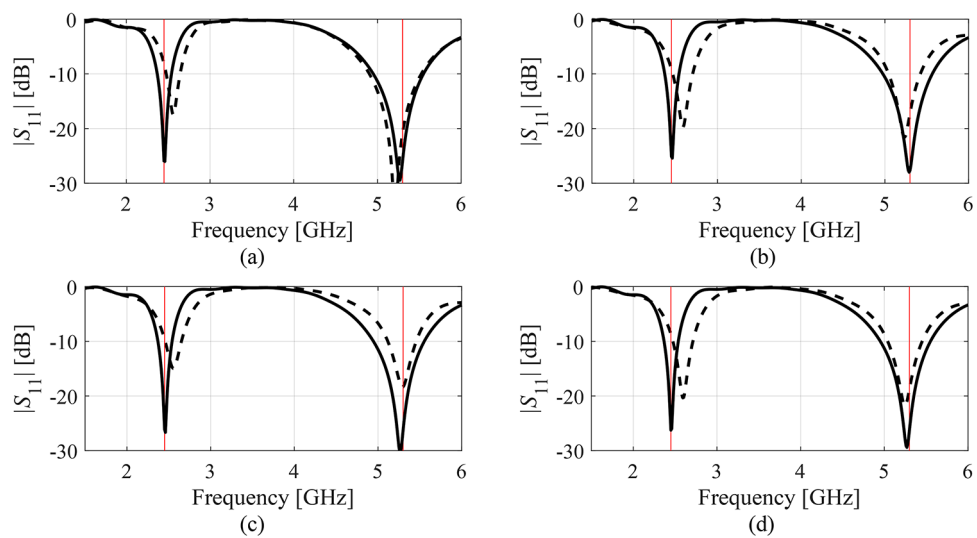 0
-10
-20
-30
|S11| [dB]
2 3 4 5 6
Frequency [GHz]
(a)
0
-10
-20
-30
|S11| [dB]
2 3 4 5 6
Frequency [GHz]
(b)
0
-10
-20
-30
|S11| [dB]
2 3 4 5 6
Frequency [GHz]
(c)
0
-10
-20
-30
|S11| [dB]
2 3 4 5 6
Frequency [GHz]
(d)